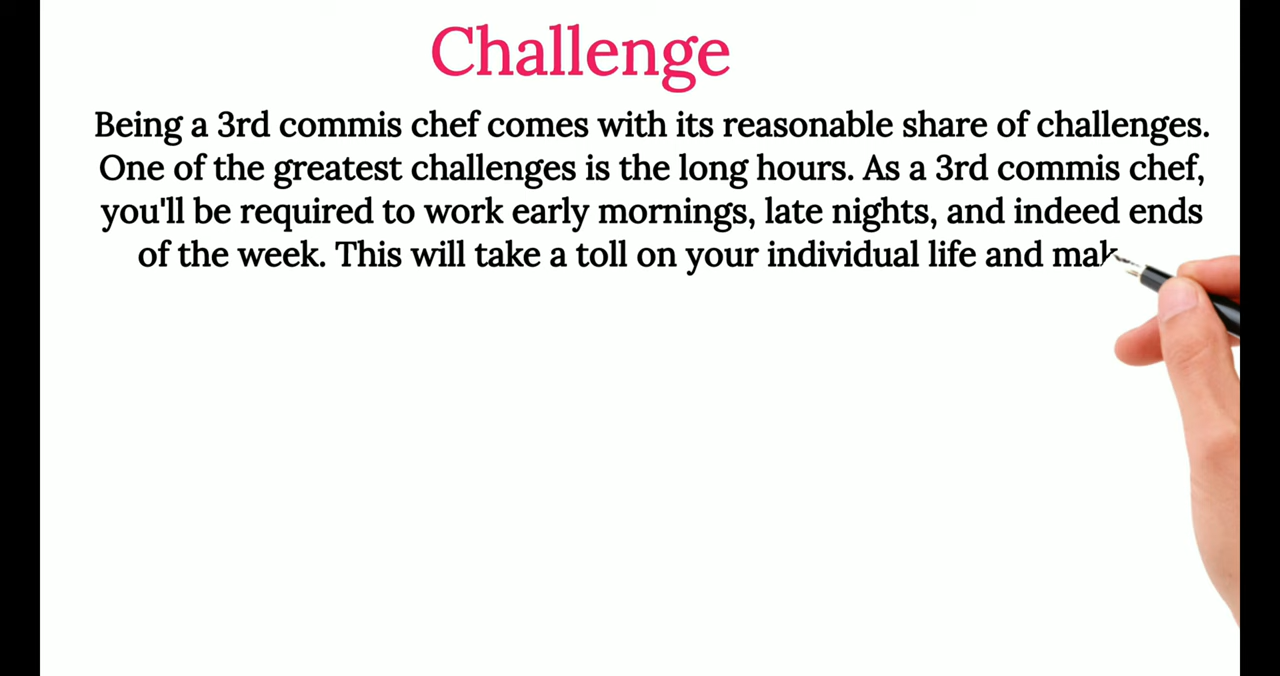 Challenge
Being a 3rd commis chef comes with its reasonable share of challenges.
One of the greatest challenges is the long hours. As a 3rd commis chef,
you'll be required to work early mornings, late nights, and indeed ends
of the week. This will take a toll on your individual life and mak